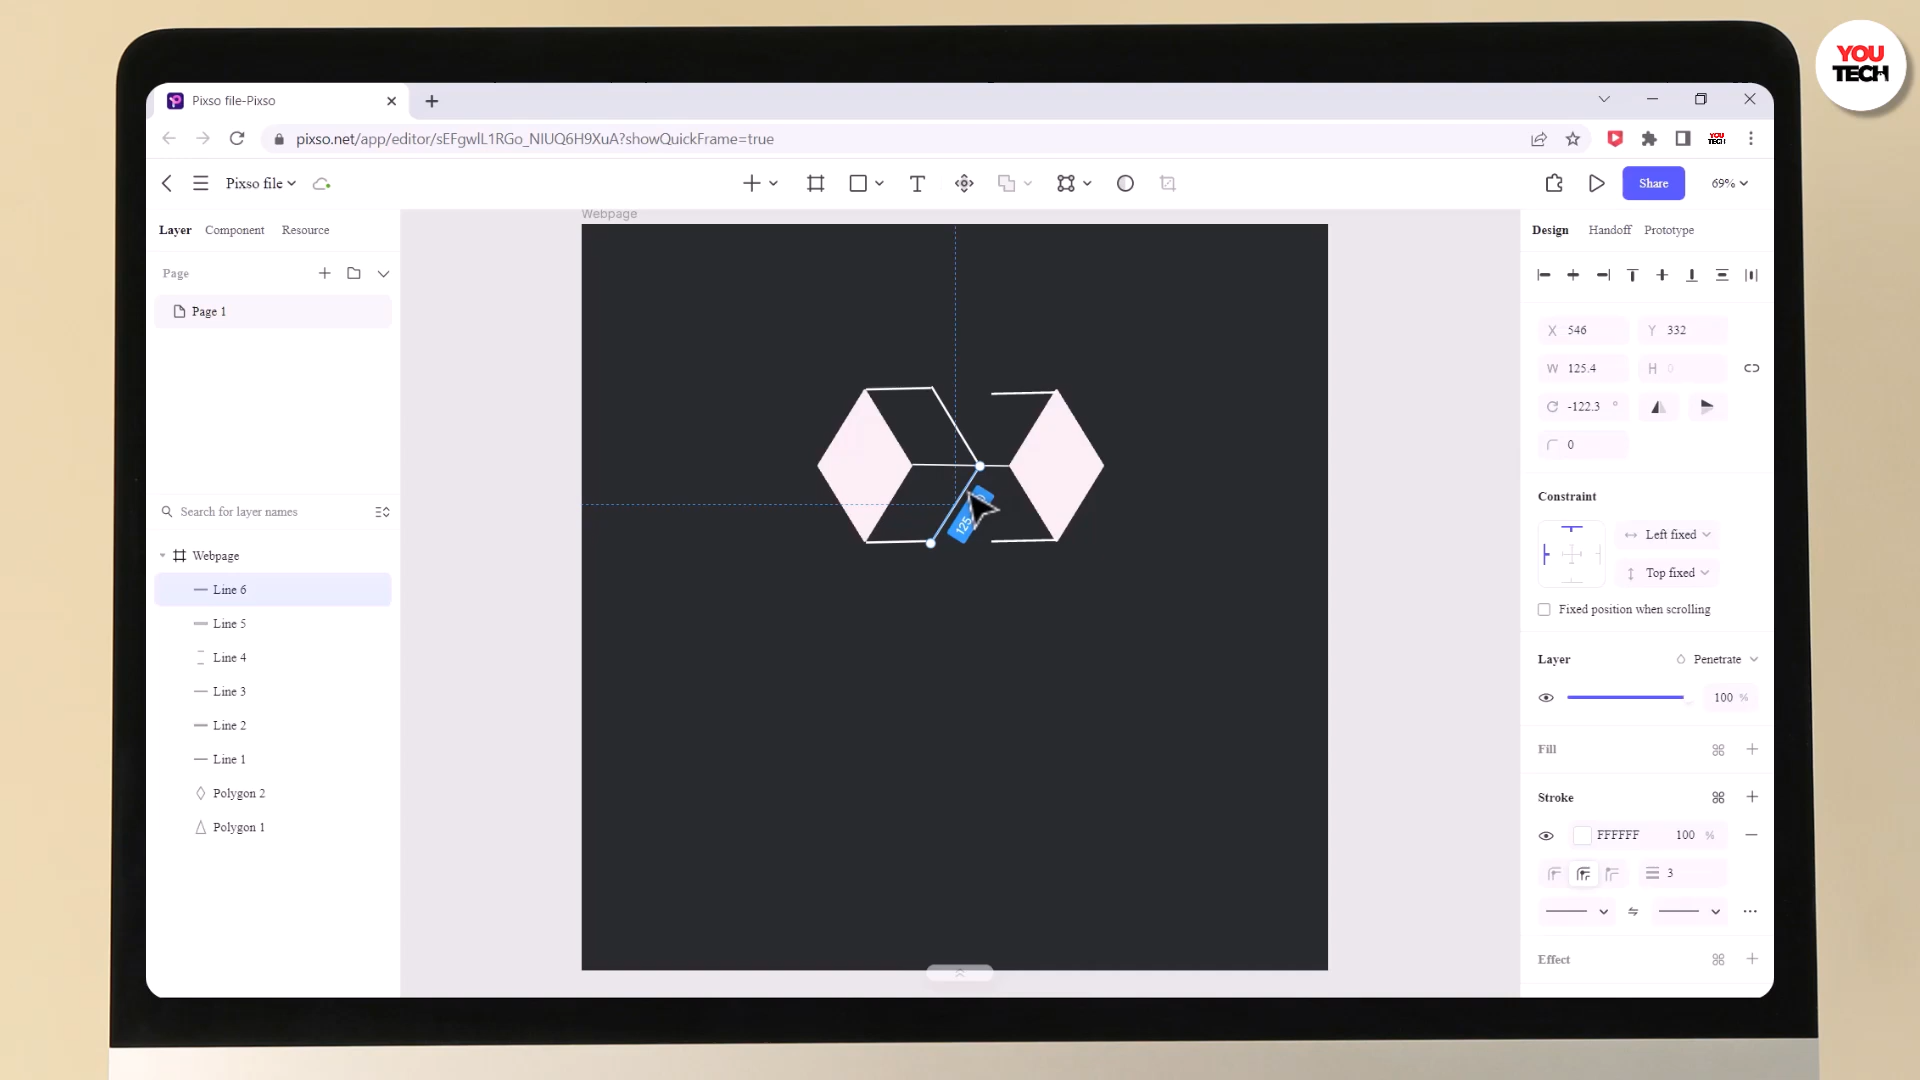 YOU
TECH
Pixso file-Pixso
pixso.net/app/editor/sEFgwlL1RGo_NIUQ6H9XuA?showQuickFrame=true
YOU
TECH
Pixso file
Share
69%
Layer
Component
Resource
Page
Page 1
Search for layer names
Webpage
Line 6
Line 5
Line 4
Line 3
Line 2
Line 1
Polygon 2
Polygon 1
Webpage
Design
Handoff
Prototype
X 546
Y 332
W 125.4
H 0
-122.3 °
0
Constraint
Left fixed
Top fixed
Fixed position when scrolling
Layer
Penetrate
100 %
Fill
Stroke
FFFFFF 100 %
3
Effect